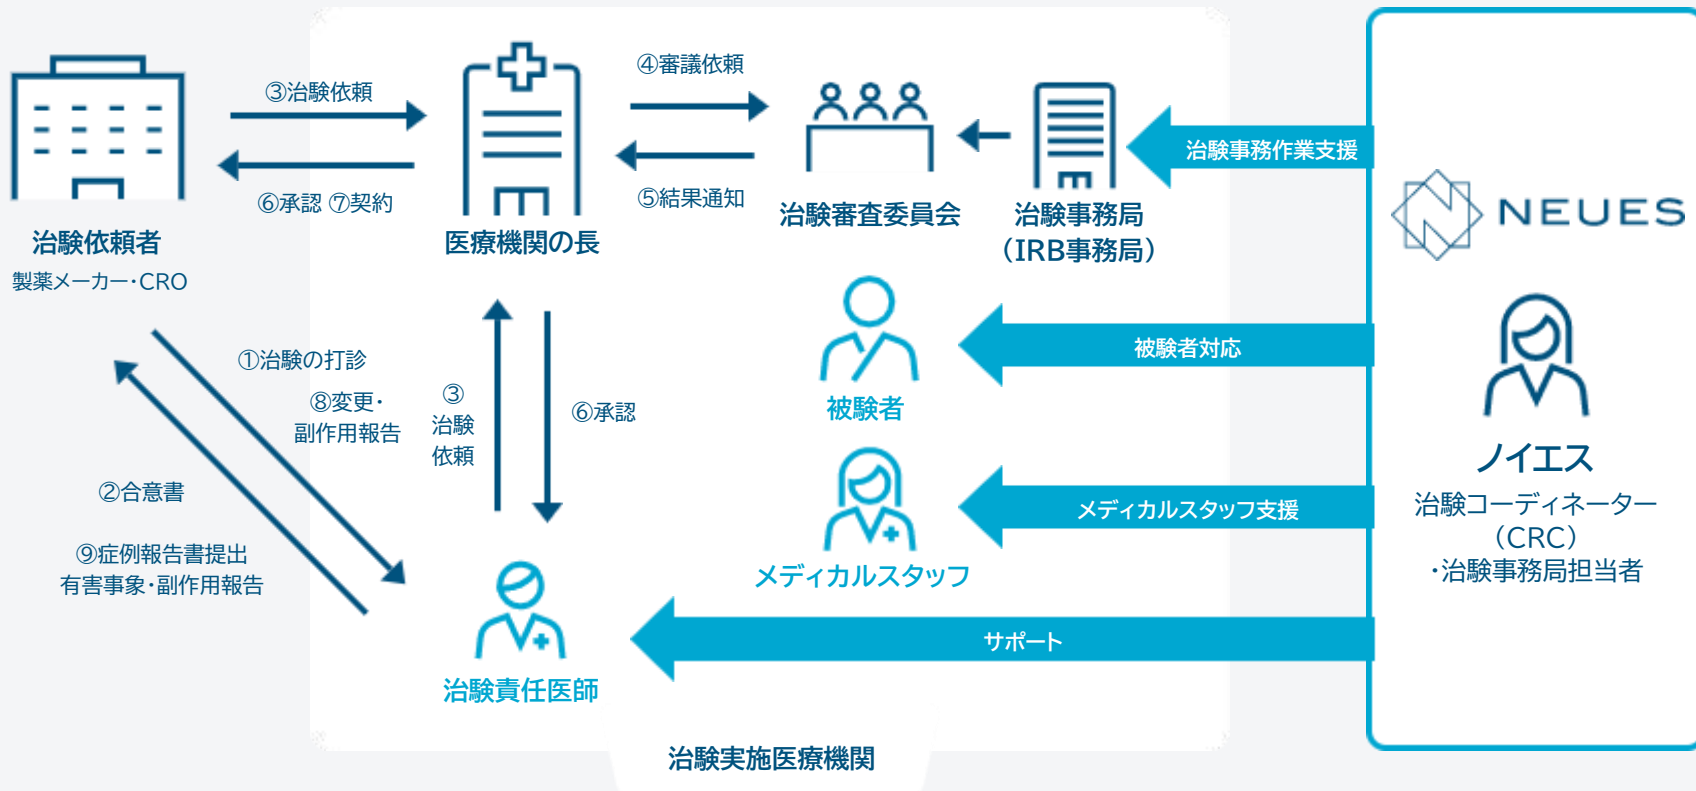 ③治験依頼
⑥承認 ⑦契約
治験依頼者
製薬メーカー・CRO
医療機関の長
④審議依頼
⑤結果通知
治験審査委員会
治験事務局
（IRB事務局）
治験事務作業支援
NEUES
①治験の打診
⑧変更・
副作用報告
②合意書
⑨症例報告書提出
有害事象・副作用報告
③
治験
依頼
⑥承認
被験者
被験者対応
メディカルスタッフ
メディカルスタッフ支援
治験責任医師
サポート
ノイエス
治験コーディネーター
（CRC）
・治験事務局担当者
治験実施医療機関